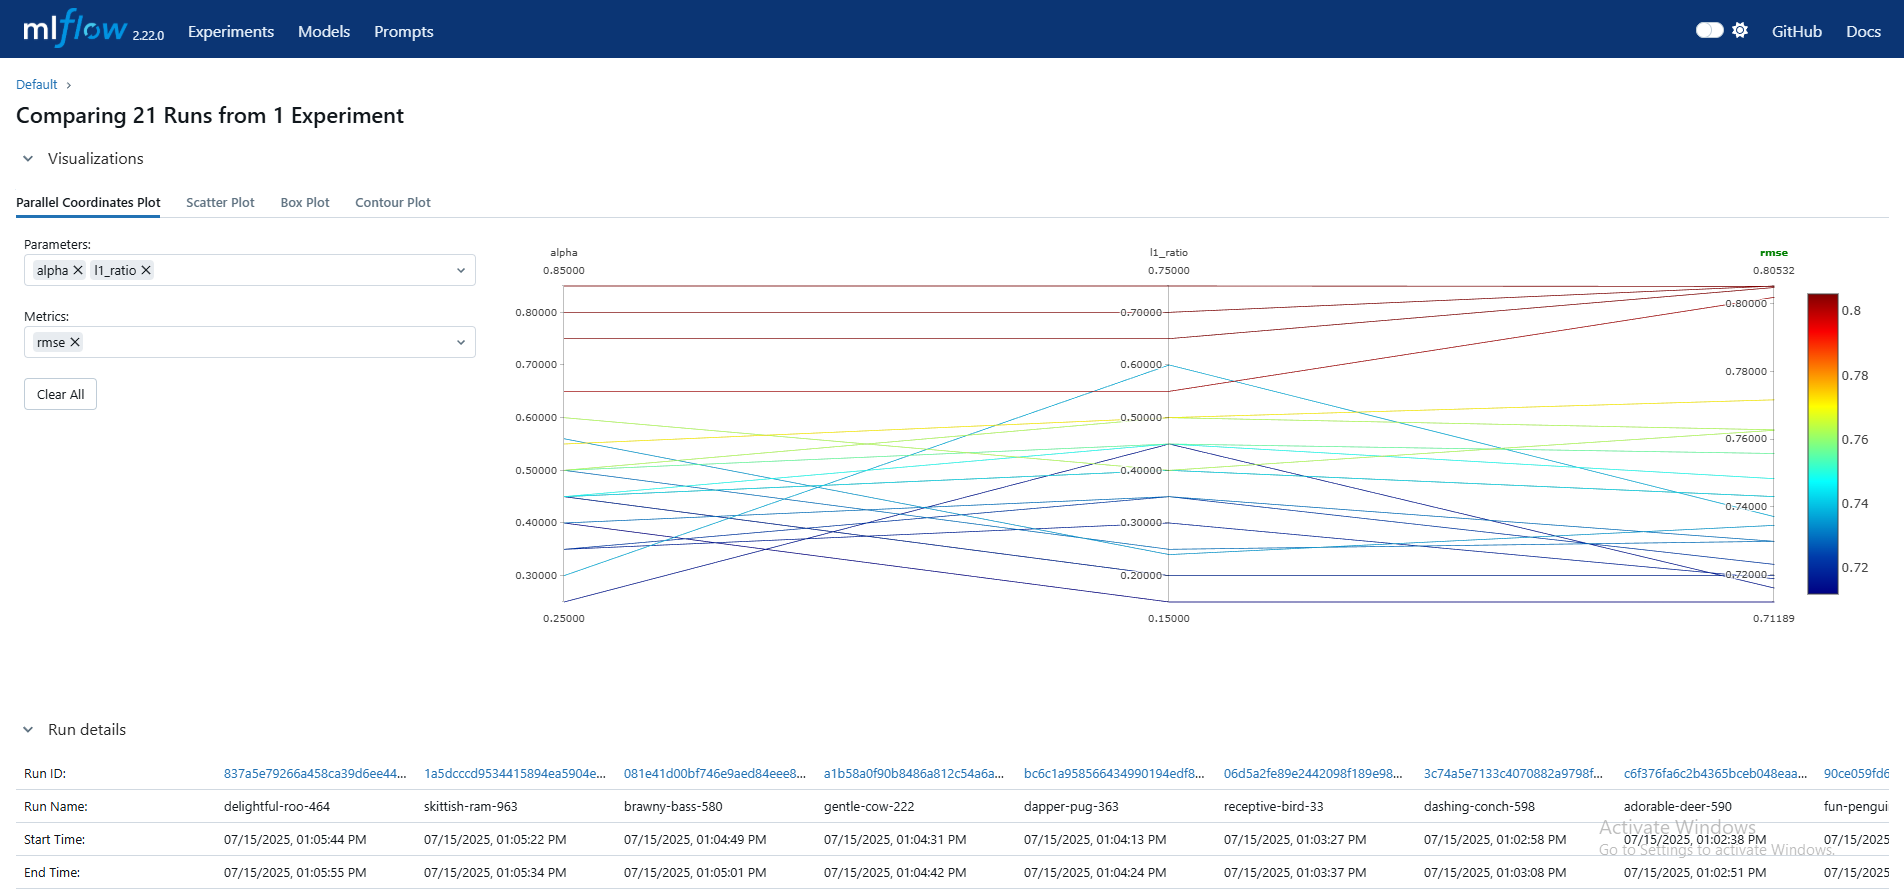 mlflow 2.22.0 Experiments Models Prompts GitHub Docs
Default
Comparing 21 Runs from 1 Experiment
Visualizations
Parallel Coordinates Plot Scatter Plot Box Plot Contour Plot
Parameters:
alpha l1_ratio
Metrics:
rmse
Clear All
alpha l1_ratio rmse
0.85000 0.75000 0.80532
0.80000 0.70000 0.80000
0.70000 0.60000 0.78000
0.60000 0.50000 0.76000
0.50000 0.40000 0.74000
0.40000 0.30000 0.72000
0.30000 0.20000
0.25000 0.15000 0.71189
0.8
0.78
0.76
0.74
0.72
Run details
Run ID: 837a5e79266a458ca39d6ee44... 1a5dcccd9534415894ea5904e... 081e41d00bf746e9aed84eee8... a1b58a0f90b8486a812c54a6a... bc6c1a958566434990194edf8... 06d5a2fe89e2442098f189e98... 3c74a5e7133c4070882a9798f... c6f376fa6c2b4365bceb048eaa... 90ce059fd6
Run Name: delightful-roo-464 skittish-ram-963 brawny-bass-580 gentle-cow-222 dapper-pug-363 receptive-bird-33 dashing-conch-598 adorable-deer-590 fun-pengui
Start Time: 07/15/2025, 01:05:44 PM 07/15/2025, 01:05:22 PM 07/15/2025, 01:04:49 PM 07/15/2025, 01:04:31 PM 07/15/2025, 01:04:13 PM 07/15/2025, 01:03:27 PM 07/15/2025, 01:02:58 PM 07/15/2025, 01:02:38 PM 07/15/2025
End Time: 07/15/2025, 01:05:55 PM 07/15/2025, 01:05:34 PM 07/15/2025, 01:05:01 PM 07/15/2025, 01:04:42 PM 07/15/2025, 01:04:24 PM 07/15/2025, 01:03:37 PM 07/15/2025, 01:03:08 PM 07/15/2025, 01:02:51 PM 07/15/2025
Activate Windows
Go to Settings to activate Windows.